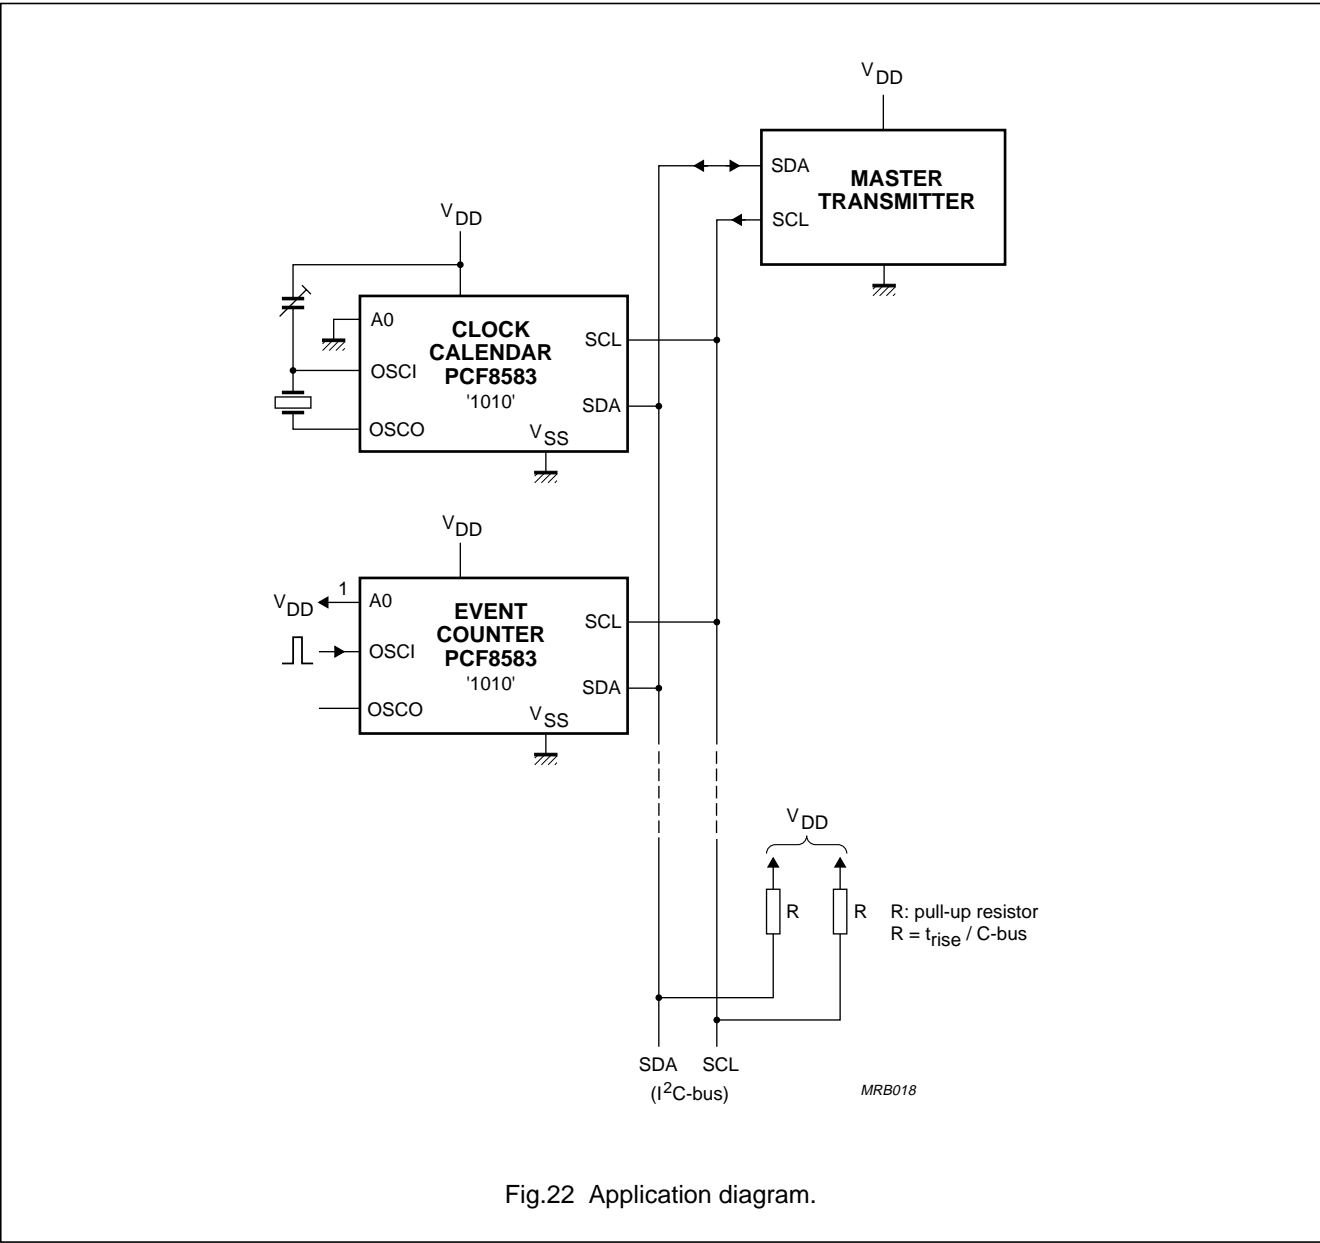 VDD
SDA
MASTER
TRANSMITTER
SCL
VDD
A0
CLOCK
CALENDAR
PCF8583
'1010'
SCL
OSCI
SDA
OSCO
VSS
VDD
VDD
1
A0
EVENT
COUNTER
PCF8583
'1010'
SCL
OSCI
SDA
OSCO
VSS
VDD
R
R
R: pull-up resistor
R = trise / C-bus
SDA SCL
(I2C-bus)
MRB018
Fig.22 Application diagram.